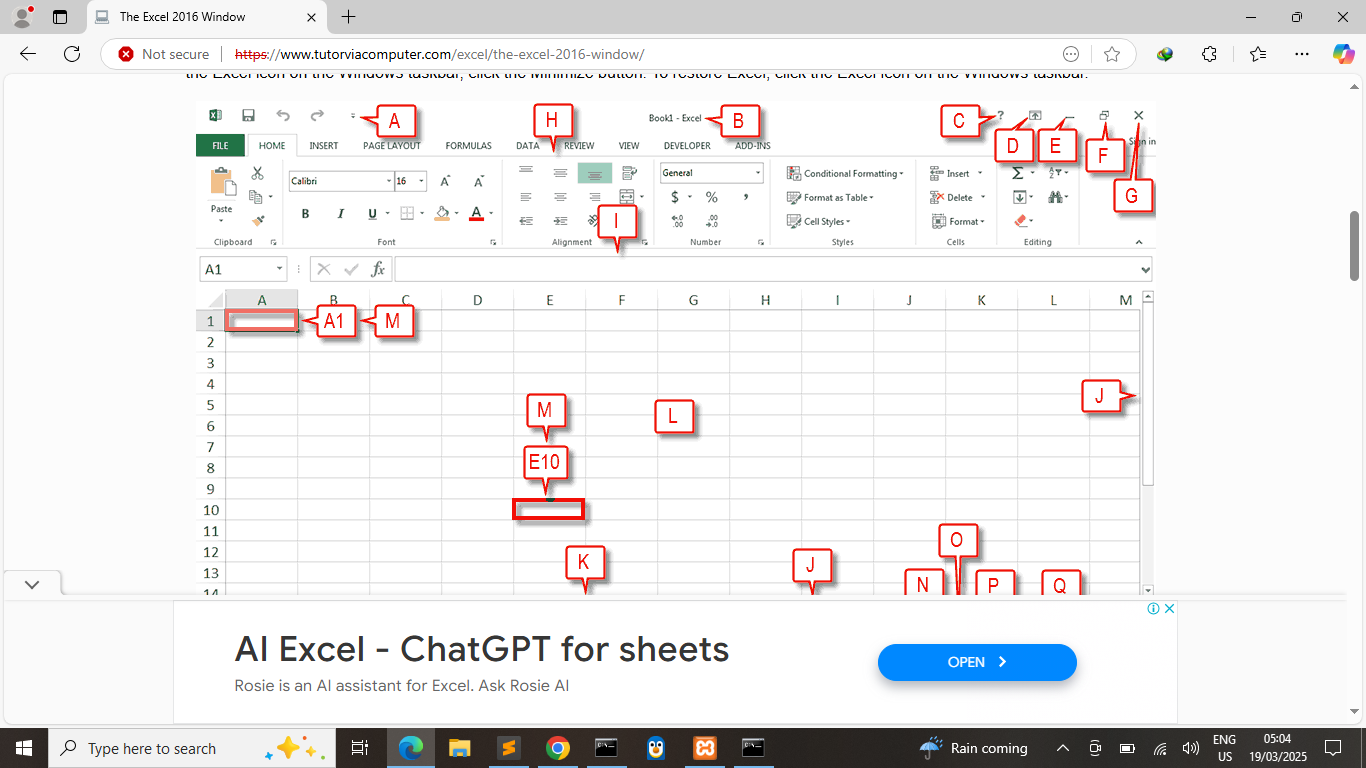 The Excel 2016 Window
Not secure
https://www.tutorviacomputer.com/excel/the-excel-2016-window/
the Excel icon on the Windows taskbar, click the Minimize button. To restore Excel, click the Excel icon on the Windows taskbar.
A H Book1 - Excel B C ? D E F G
FILE HOME INSERT PAGE LAYOUT FORMULAS DATA REVIEW VIEW DEVELOPER ADD-INS Sign in
Calibri 16 A A General Conditional Formatting Insert Σ
Paste B I U A $ % , Format as Table Delete
I Cell Styles Format
Clipboard Font Alignment Number Styles Cells Editing
A1 fx
A B C D E F G H I J K L M
1 A1 M
2
3
4 J
5 M L
6
7
8 E10
9
10
11
12 K J O
13 N P Q
14
AI Excel - ChatGPT for sheets
Rosie is an AI assistant for Excel. Ask Rosie AI
OPEN
Type here to search
Rain coming
ENG
US
05:04
19/03/2025